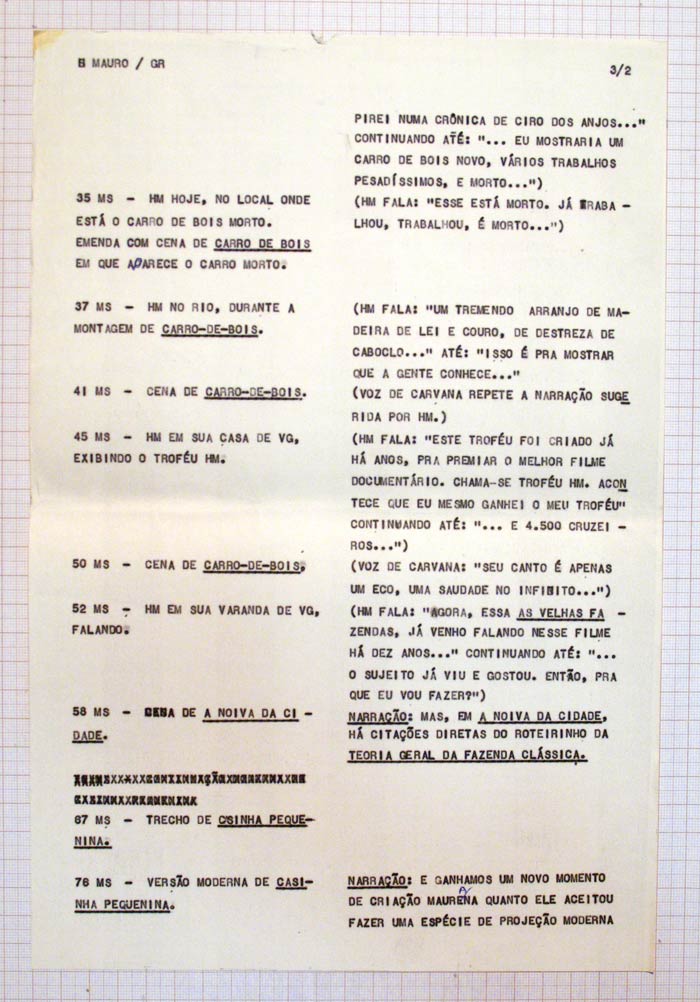 H MAURO / GR
3/2
PIREI NUMA CRÔNICA DE CIRO DOS ANJOS..."
CONTINUANDO ATÉ: "... EU MOSTRARIA UM
CARRO DE BOIS NOVO, VÁRIOS TRABALHOS
PESADÍSSIMOS, E MORTO...")
35 MS - HM HOJE, NO LOCAL ONDE
ESTÁ O CARRO DE BOIS MORTO.
EMENDA COM CENA DE CARRO DE BOIS
EM QUE APARECE O CARRO MORTO.
(HM FALA: "ESSE ESTÁ MORTO. JÁ TRABA -
LHOU, TRABALHOU, É MORTO...")
37 MS - HM NO RIO, DURANTE A
MONTAGEM DE CARRO-DE-BOIS.
(HM FALA: "UM TREMENDO ARRANJO DE MA-
DEIRA DE LEI E COURO, DE DESTREZA DE
CABOCLO..." ATÉ: "ISSO É PRA MOSTRAR
QUE A GENTE CONHECE...")
41 MS - CENA DE CARRO-DE-BOIS.
(VOZ DE CARVANA REPETE A NARRAÇÃO SUGE
RIDA POR HM.)
45 MS - HM EM SUA CASA DE VG,
EXIBINDO O TROFÉU HM.
(HM FALA: "ESTE TROFÉU FOI CRIADO JÁ
HÁ ANOS, PRA PREMIAR O MELHOR FILME
DOCUMENTÁRIO. CHAMA-SE TROFÉU HM. ACON
TECE QUE EU MESMO GANHEI O MEU TROFÉU"
CONTINUANDO ATÉ: "... E 4.500 CRUZEI -
ROS...")
50 MS - CENA DE CARRO-DE-BOIS.
(VOZ DE CARVANA: "SEU CANTO É APENAS
UM ECO, UMA SAUDADE NO INFINITO...")
52 MS - HM EM SUA VARANDA DE VG,
FALANDO.
(HM FALA: "AGORA, ESSA AS VELHAS FA -
ZENDAS, JÁ VENHO FALANDO NESSE FILME
HÁ DEZ ANOS..." CONTINUANDO ATÉ: "...
O SUJEITO JÁ VIU E GOSTOU. ENTÃO, PRA
QUE EU VOU FAZER?")
58 MS - CENA DE A NOIVA DA CI -
DADE.
NARRAÇÃO: MAS, EM A NOIVA DA CIDADE,
HÁ CITAÇÕES DIRETAS DO ROTEIRINHO DA
TEORIA GERAL DA FAZENDA CLÁSSICA.
67 MS - TRECHO DE CSINHA PEQUE-
NINA.
76 MS - VERSÃO MODERNA DE CASI-
NHA PEQUENINA.
NARRAÇÃO: E GANHAMOS UM NOVO MOMENTO
DE CRIAÇÃO MAURENA QUANTO ELE ACEITOU
FAZER UMA ESPÉCIE DE PROJEÇÃO MODERNA